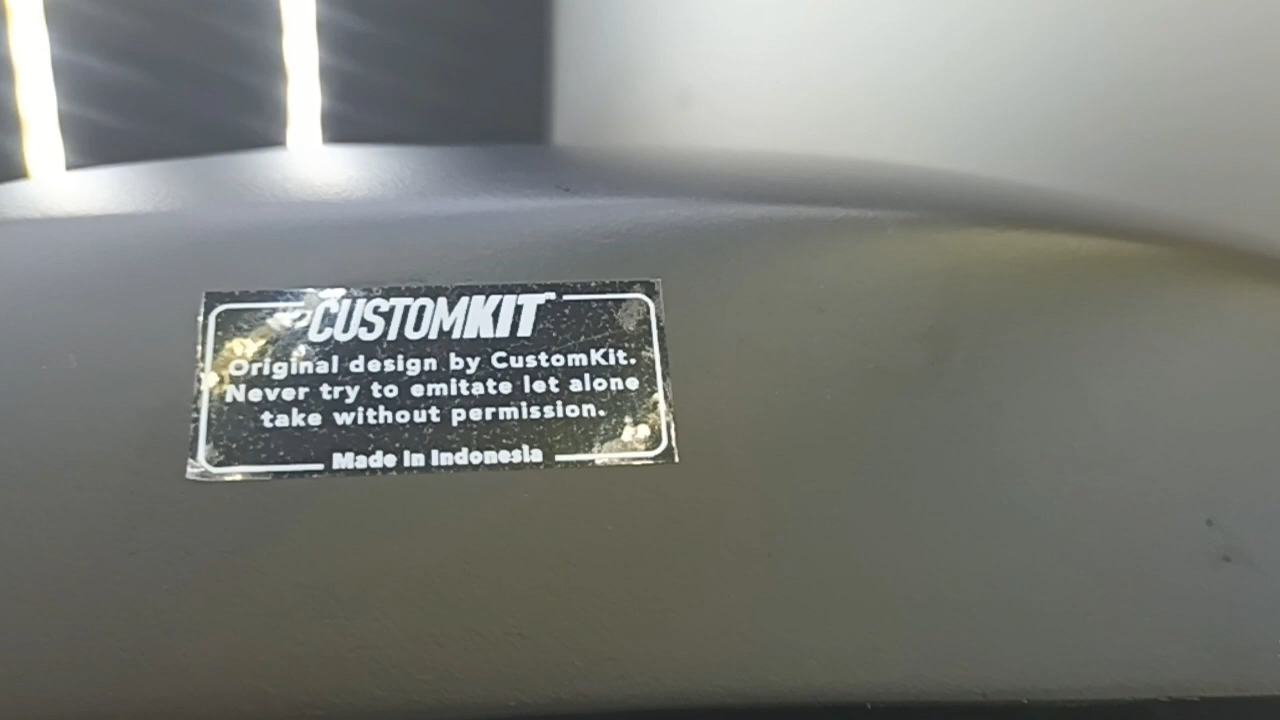 CUSTOMKIT
Original design by CustomKit.
Never try to emitate let alone
take without permission.
Made in Indonesia